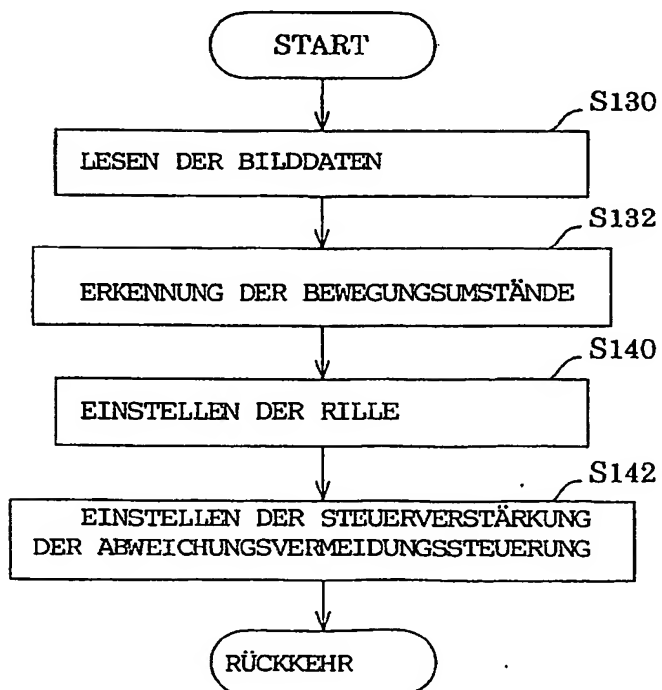 START
S130
LESEN DER BILDDATEN
S132
ERKENNUNG DER BEWEGUNGSUMSTÄNDE
S140
EINSTELLEN DER RILLE
S142
EINSTELLEN DER STEUERVERSTÄRKUNG
DER ABWEICHUNGSVERMEIDUNGSSTEUERUNG
RÜCKKEHR